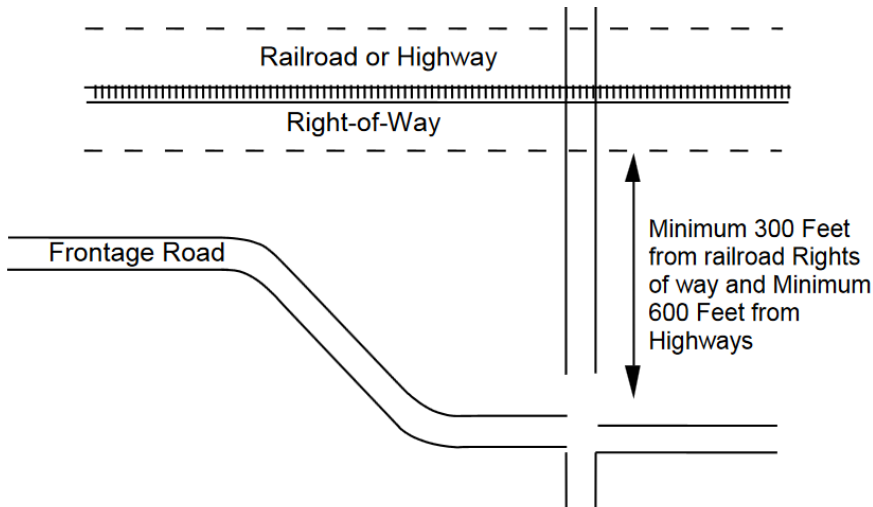 Railroad or Highway
Right-of-Way
Frontage Road
Minimum 300 Feet
from railroad Rights
of way and Minimum
600 Feet from
Highways